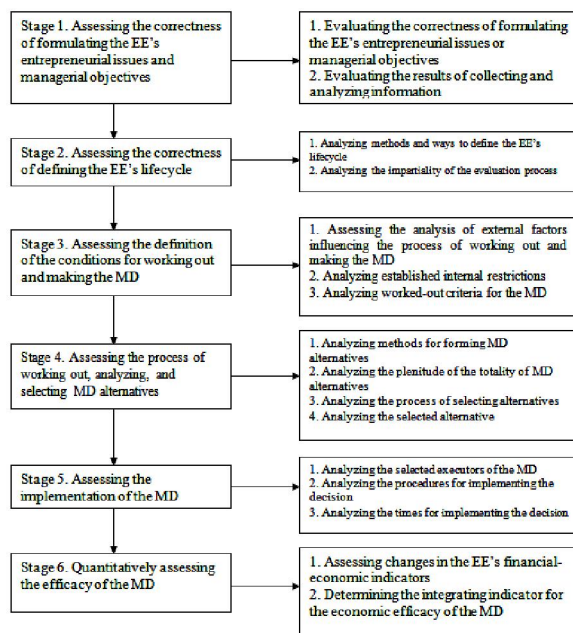 Stage 1. Assessing the correctness
of formulating the EE's
entrepreneurial issues and
managerial objectives
1. Evaluating the correctness of formulating
the EE's entrepreneurial issues or
managerial objectives
2. Evaluating the results of collecting and
analyzing information
Stage 2. Assessing the correctness
of defining the EE's lifecycle
1. Analyzing methods and ways to define the EE's
lifecycle
2. Analyzing the impartiality of the evaluation process
Stage 3. Assessing the definition
of the conditions for working out
and making the MD
1. Assessing the analysis of external factors
influencing the process of working out and
making the MD
2. Analyzing established internal restrictions
3. Analyzing worked-out criteria for the MD
Stage 4. Assessing the process of
working out, analyzing, and
selecting MD alternatives
1. Analyzing methods for forming MD
alternatives
2. Analyzing the plenitude of the totality of MD
alternatives
3. Analyzing the process of selecting alternatives
4. Analyzing the selected alternative
Stage 5. Assessing the
implementation of the MD
1. Analyzing the selected executors of the MD
2. Analyzing the procedures for implementing the
decision
3. Analyzing the times for implementing the decision
Stage 6. Quantitatively assessing
the efficacy of the MD
1. Assessing changes in the EE's financial-
economic indicators
2. Determining the integrating indicator for
the economic efficacy of the MD